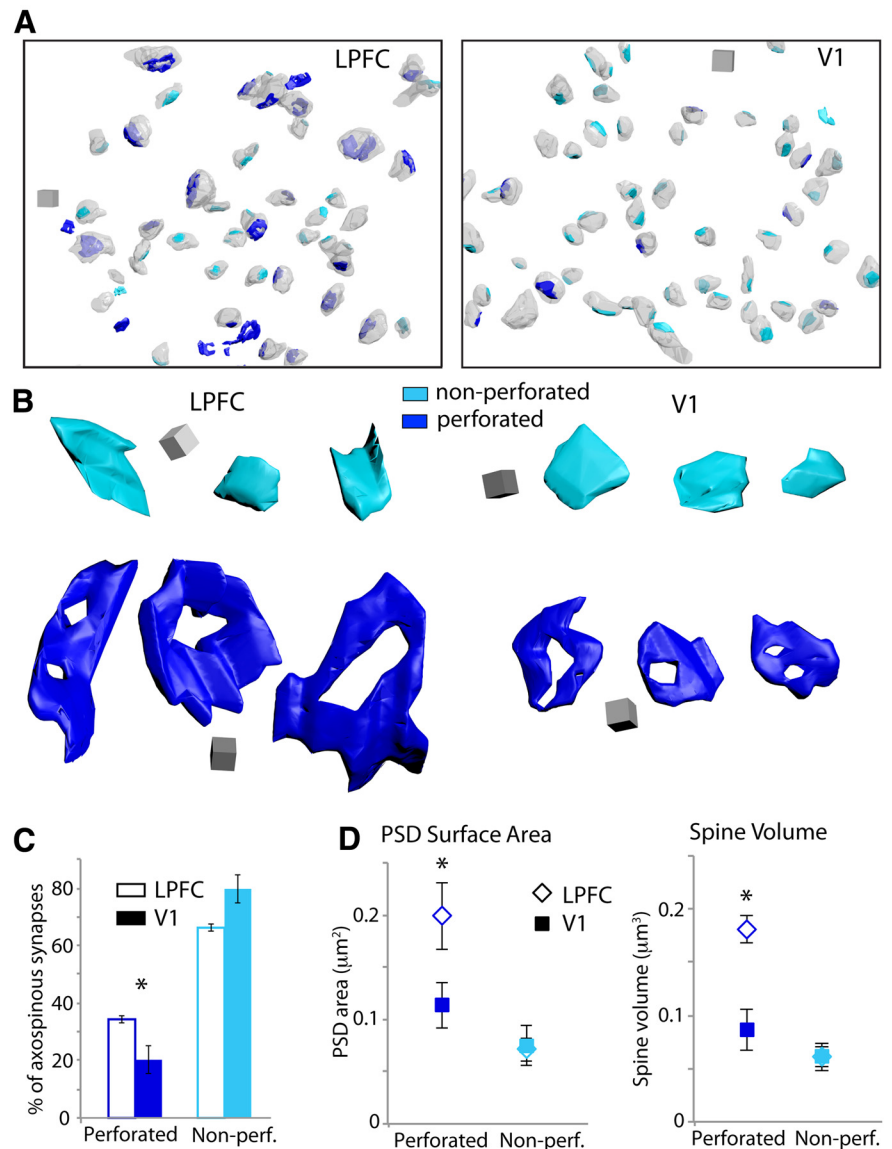 A
LPFC
V1
B
LPFC
non-perforated
perforated
V1
C
% of axospinous synapses
80
60
40
20
0
LPFC
V1
*
Perforated
Non-perf.
D
PSD Surface Area
PSD area (μm²)
0.2
0.1
0
*
LPFC
V1
Perforated
Non-perf.
Spine Volume
Spine volume (μm³)
0.2
0.1
0
*
Perforated
Non-perf.